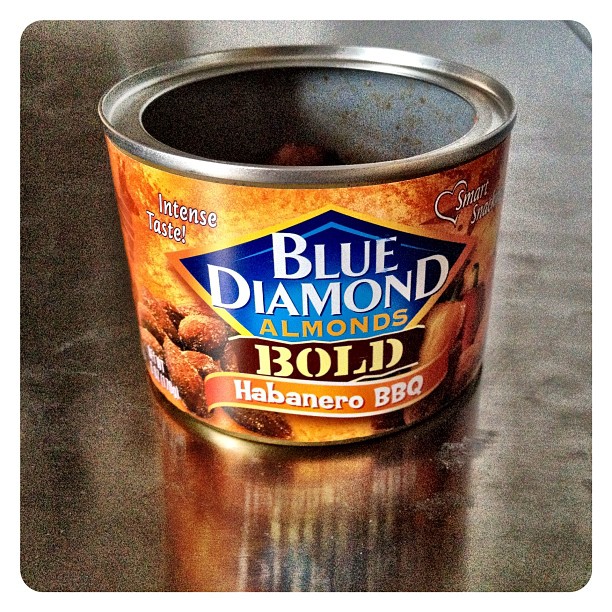 Intense
Taste!
Smart
BLUE
DIAMOND
ALMONDS
BOLD
Habanero BBQ